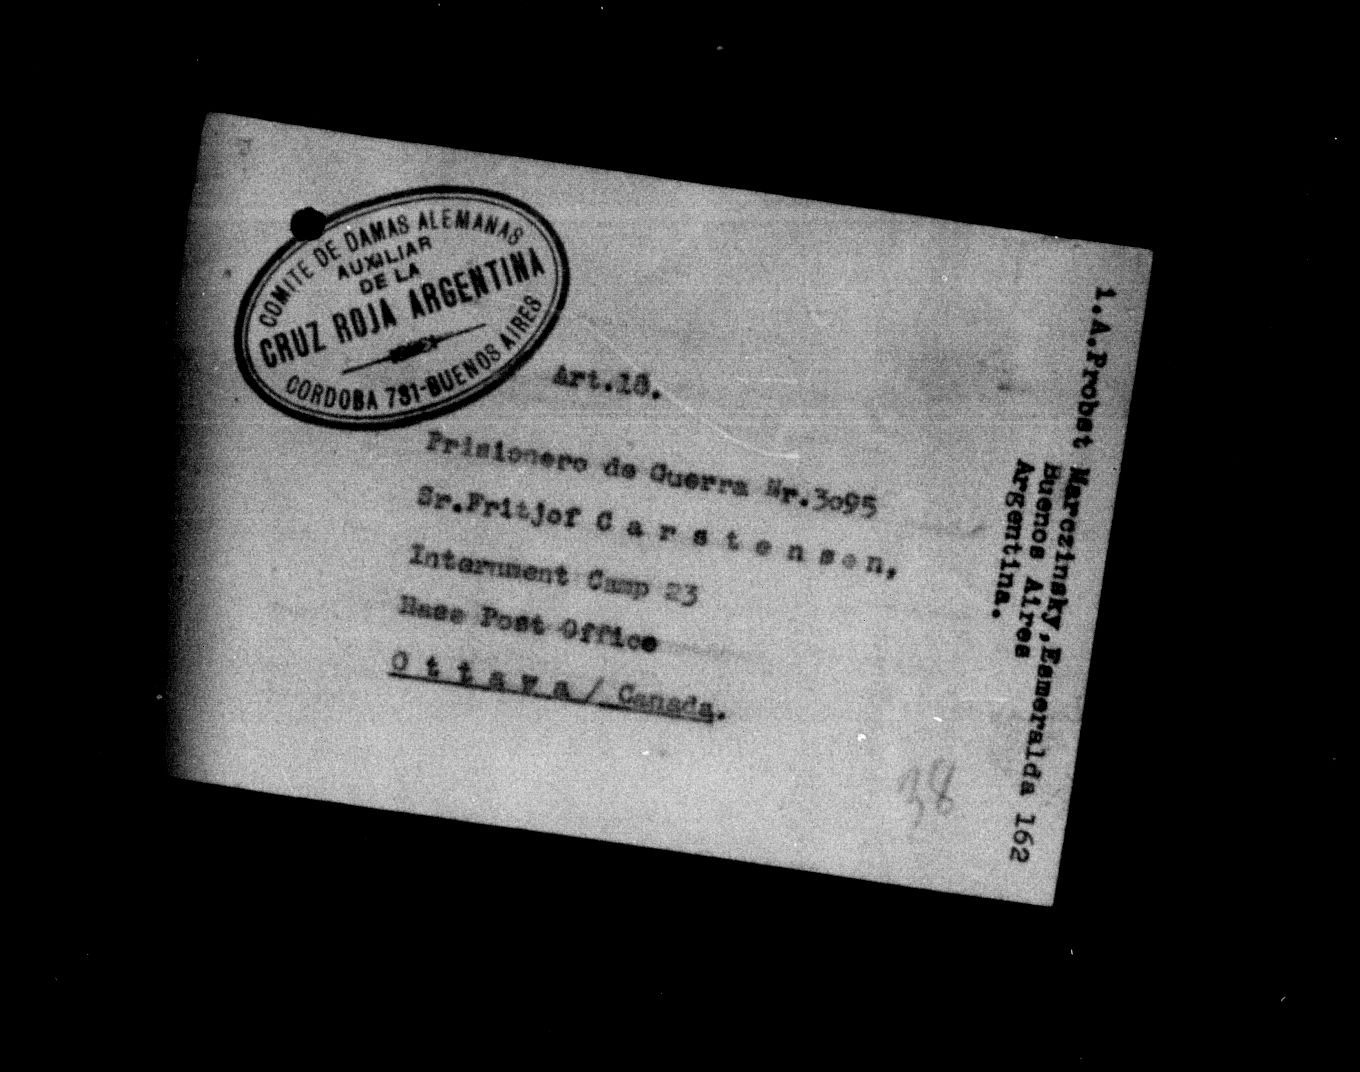 COMITE DE DAMAS ALEMANAS
AUXILIAR
DE LA
CRUZ ROJA ARGENTINA
CORDOBA 731-BUENOS AIRES
Art.18.
Prisionero de Guerra Nr.3095
Sr.Fritjof C a r s t e n s e n,
Internment Camp 23
Base Post Office
O t t a w a / Canada.
1.A.Probst Marczinsky,Esmeralda 162
Buenos Aires
Argentina.
38